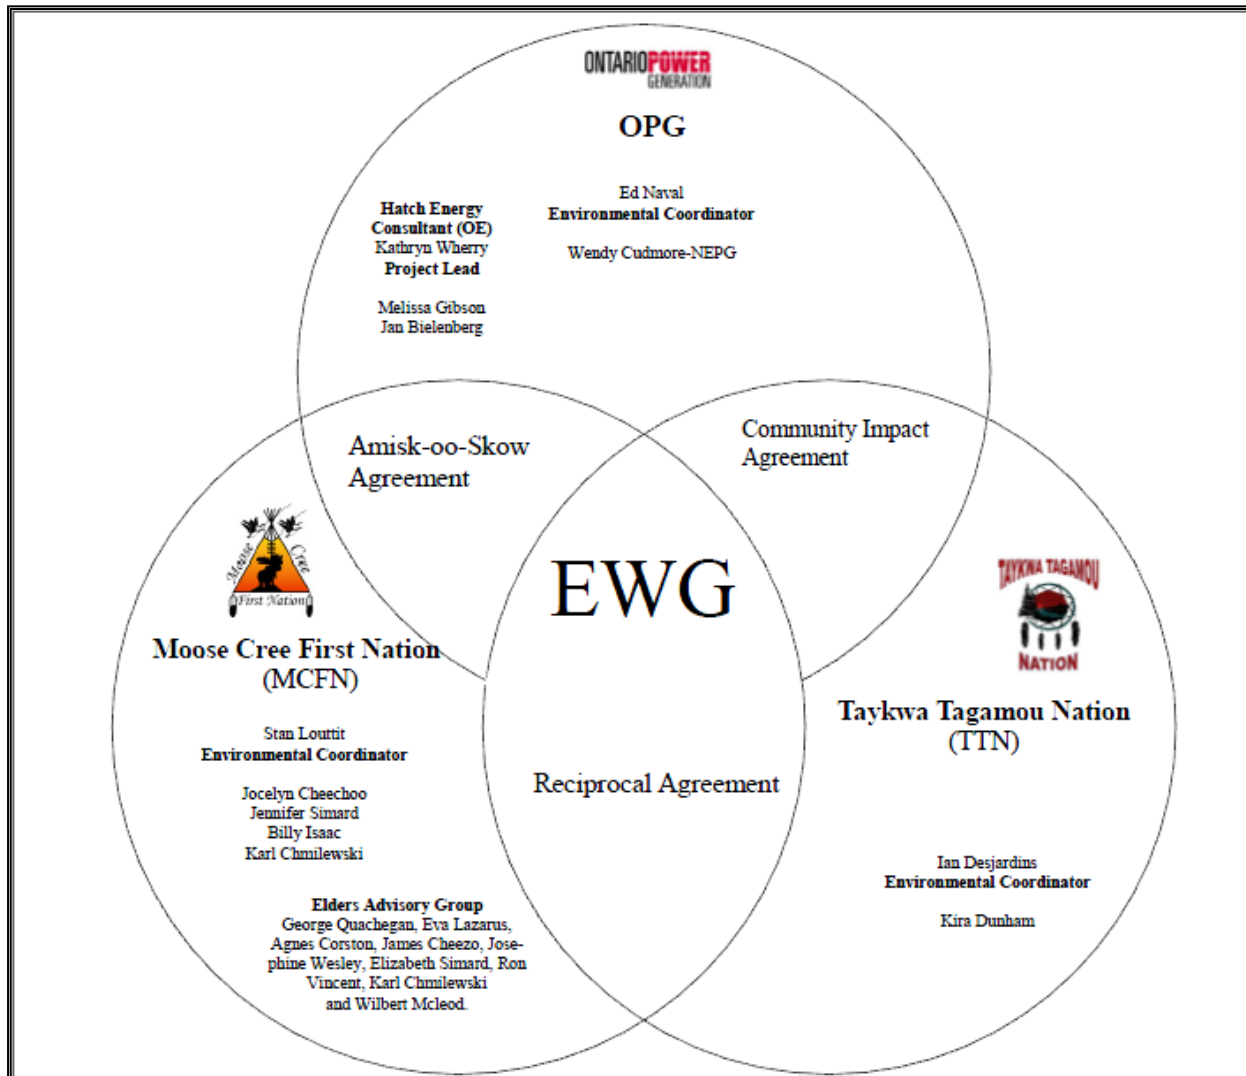 ONTARIOPOWER
GENERATION
OPG
Ed Naval
Environmental Coordinator
Wendy Cudmore-NEPG
Hatch Energy
Consultant (OE)
Kathryn Wherry
Project Lead
Melissa Gibson
Jan Bielenberg
Amisk-oo-Skow
Agreement
Community Impact
Agreement
EWG
Reciprocal Agreement
Moose Cree
First Nation
Moose Cree First Nation
(MCFN)
Stan Louttit
Environmental Coordinator
Jocelyn Cheechoo
Jennifer Simard
Billy Isaac
Karl Chmilewski
Elders Advisory Group
George Quachegan, Eva Lazarus,
Agnes Corston, James Cheezo, Jose-
phine Wesley, Elizabeth Simard, Ron
Vincent, Karl Chmilewski
and Wilbert Mcleod.
TAYKWA TAGAMOU
NATION
Taykwa Tagamou Nation
(TTN)
Ian Desjardins
Environmental Coordinator
Kira Dunham